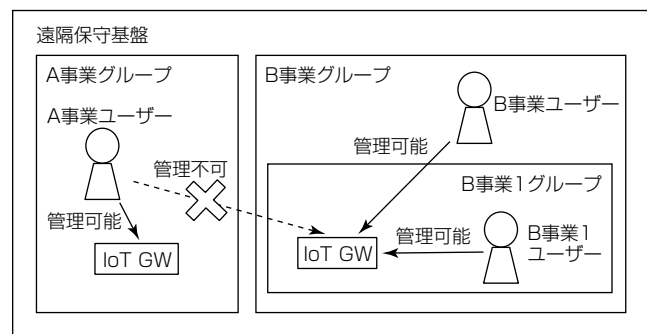 遠隔保守基盤
A事業グループ
A事業ユーザー
管理可能
IoT GW
管理不可
B事業グループ
B事業ユーザー
管理可能
B事業1グループ
IoT GW
管理可能
B事業1
ユーザー